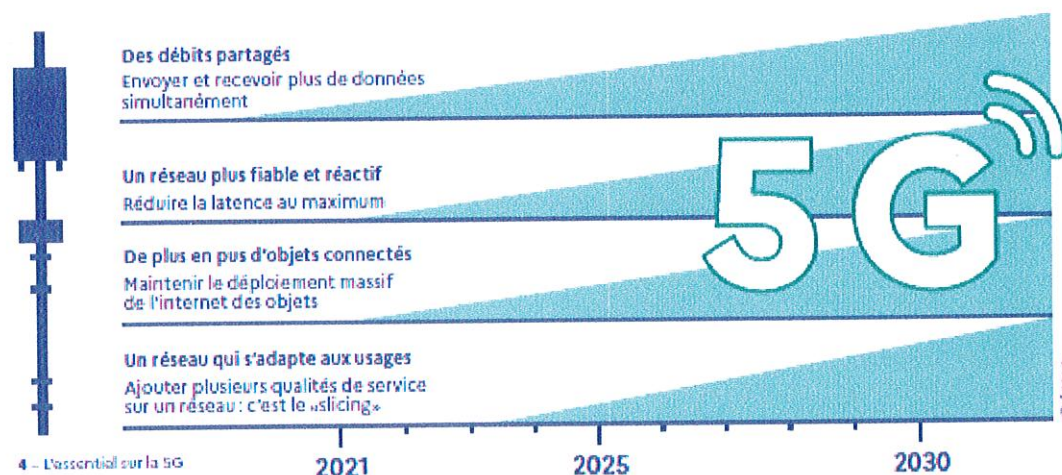 Des débits partagés
Envoyer et recevoir plus de données
simultanément
Un réseau plus fiable et réactif
Réduire la latence au maximum
5G
De plus en pus d'objets connectés
Maintenir le déploiement massif
de l'internet des objets
Un réseau qui s'adapte aux usages
Ajouter plusieurs qualités de service
sur un réseau : c'est le «slicing»
2021 2025 2030
4 – L'essential sur la 5G